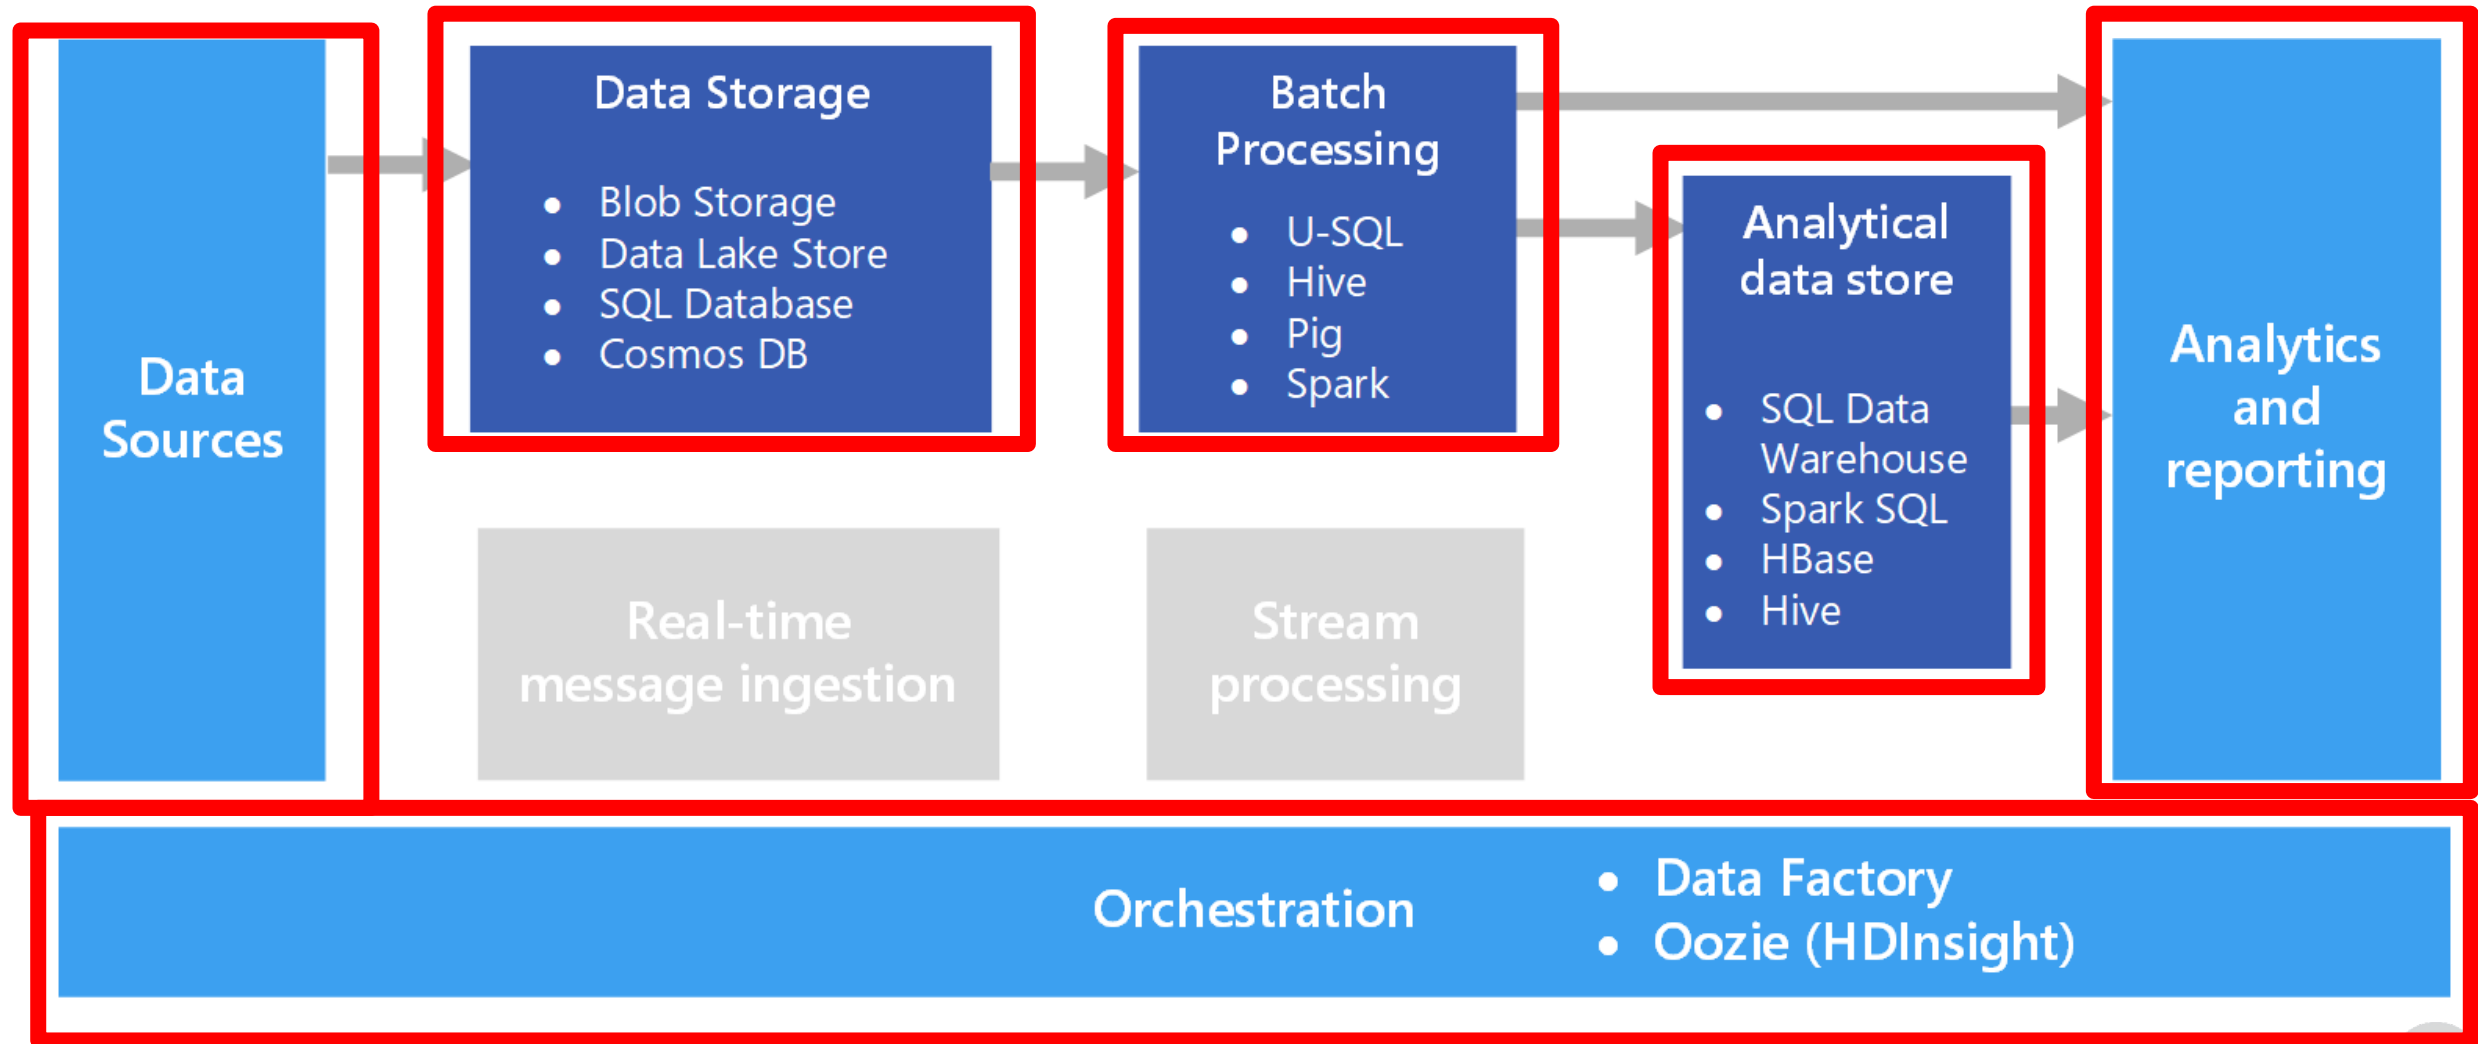 Data
Sources
Data Storage
● Blob Storage
● Data Lake Store
● SQL Database
● Cosmos DB
Batch
Processing
● U-SQL
● Hive
● Pig
● Spark
Analytical
data store
● SQL Data
Warehouse
● Spark SQL
● HBase
● Hive
Analytics
and
reporting
Real-time
message ingestion
Stream
processing
Orchestration
● Data Factory
● Oozie (HDInsight)